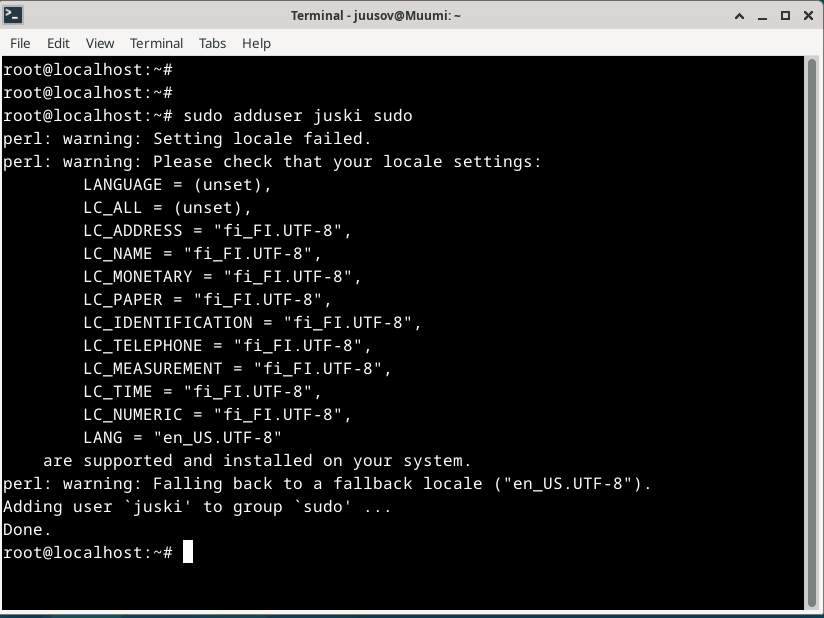 Terminal - juusov@Muumi: ~
File Edit View Terminal Tabs Help
root@localhost:~#
root@localhost:~#
root@localhost:~# sudo adduser juski sudo
perl: warning: Setting locale failed.
perl: warning: Please check that your locale settings:
        LANGUAGE = (unset),
        LC_ALL = (unset),
        LC_ADDRESS = "fi_FI.UTF-8",
        LC_NAME = "fi_FI.UTF-8",
        LC_MONETARY = "fi_FI.UTF-8",
        LC_PAPER = "fi_FI.UTF-8",
        LC_IDENTIFICATION = "fi_FI.UTF-8",
        LC_TELEPHONE = "fi_FI.UTF-8",
        LC_MEASUREMENT = "fi_FI.UTF-8",
        LC_TIME = "fi_FI.UTF-8",
        LC_NUMERIC = "fi_FI.UTF-8",
        LANG = "en_US.UTF-8"
    are supported and installed on your system.
perl: warning: Falling back to a fallback locale ("en_US.UTF-8").
Adding user `juski' to group `sudo' ...
Done.
root@localhost:~#